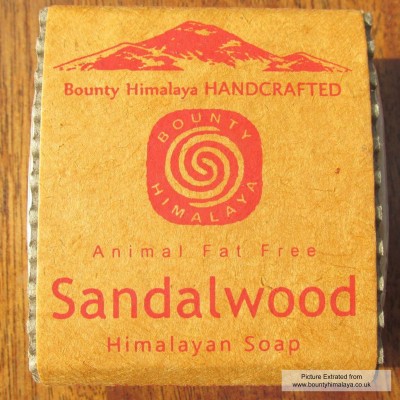 Bounty Himalaya HANDCRAFTED
BOUNTY
HIMALAYA
Animal Fat Free
Sandalwood
Himalayan Soap
Picture Extrated from
www.bountyhimalaya.co.uk